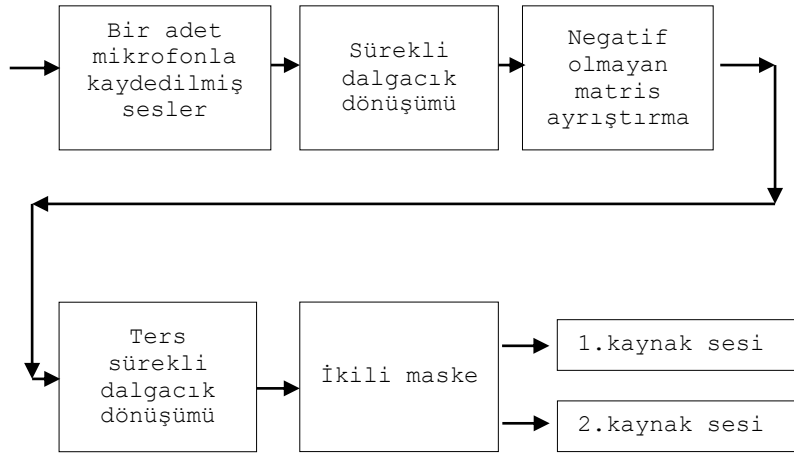 Bir adet
mikrofonla
kaydedilmiş
sesler
Sürekli
dalgacık
dönüşümü
Negatif
olmayan
matris
ayrıştırma
Ters
sürekli
dalgacık
dönüşümü
İkili maske
1.kaynak sesi
2.kaynak sesi